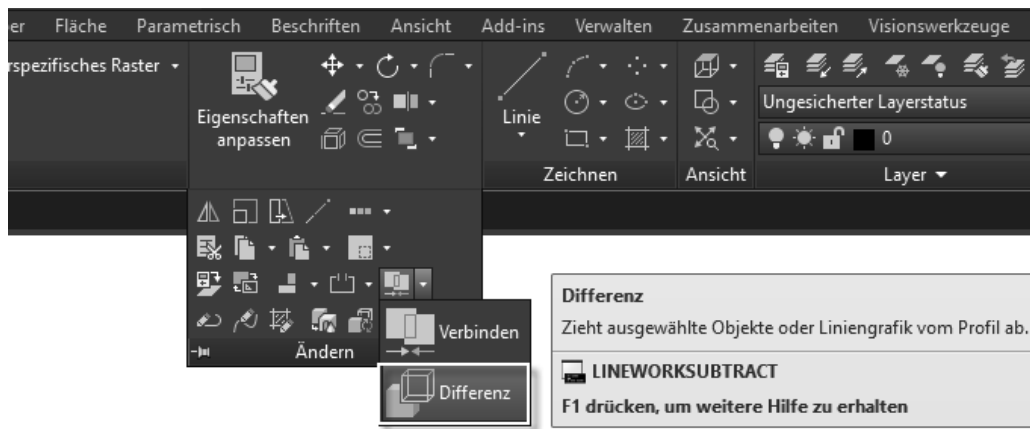 Fläche Parametrisch Beschriften Ansicht Add-ins Verwalten Zusammenarbeiten Visionswerkzeuge
Raster
Eigenschaften
anpassen
Linie
Ungesicherter Layerstatus
0
Zeichnen Ansicht Layer
Verbinden
Ändern
Differenz
Differenz
Zieht ausgewählte Objekte oder Liniengrafik vom Profil ab.
LINEWORKSUBTRACT
F1 drücken, um weitere Hilfe zu erhalten